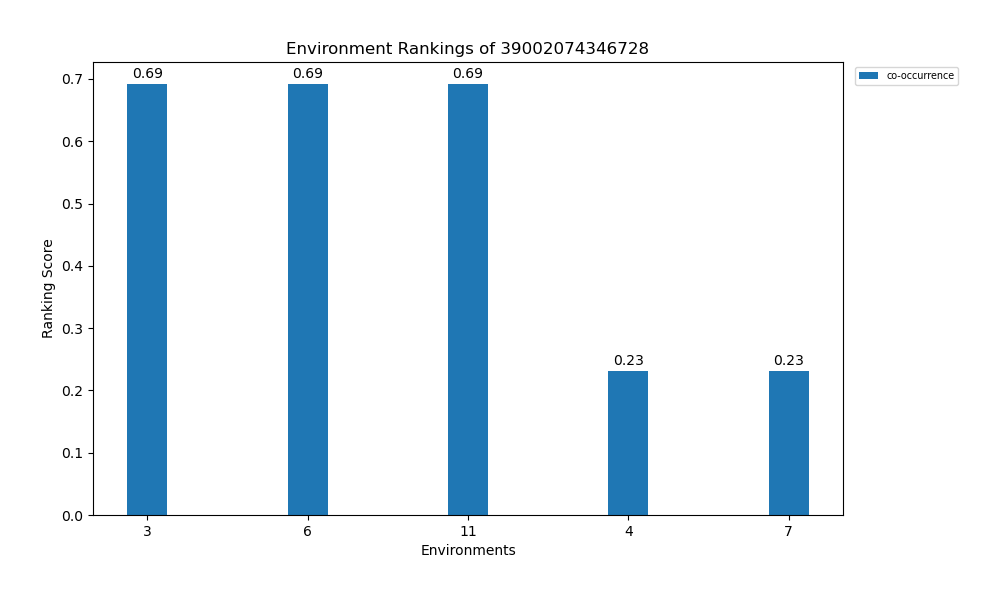 Environment Rankings of 39002074346728
co-occurrence
0.69 0.69 0.69 0.23 0.23
Ranking Score
0.7
0.6
0.5
0.4
0.3
0.2
0.1
0.0
3 6 11 4 7
Environments